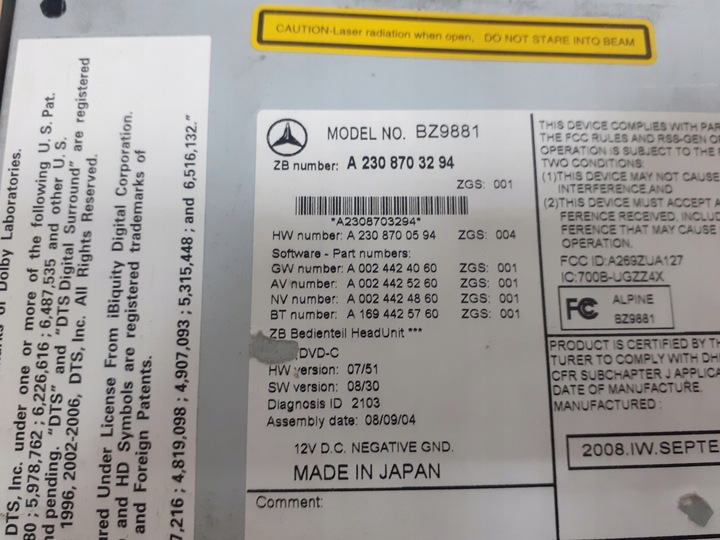 CAUTION-Laser radiation when open, DO NOT STARE INTO BEAM
Dolby Laboratories.
DTS, Inc. under one or more of the following U. S. Pat.
80 ; 5,978,762 ; 6,226,616 ; 6,487,535 and other U. S.
nd pending. "DTS" and "DTS Digital Surround" are registered
1996, 2002-2006, DTS, Inc. All Rights Reserved.
ured Under License From iBiquity Digital Corporation.
and HD Symbols are registered trademarks of
and Foreign Patents.
7,216 ; 4,819,098 ; 4,907,093 ; 5,315,448 ; and 6,516,132."
MODEL NO. BZ9881
ZB number: A 230 870 32 94
ZGS: 001
*A2308703294*
HW number: A 230 870 05 94 ZGS: 004
Software - Part numbers:
GW number: A 002 442 40 60 ZGS: 001
AV number: A 002 442 52 60 ZGS: 001
NV number: A 002 442 48 60 ZGS: 001
BT number: A 169 442 57 60 ZGS: 001
ZB Bedienteil HeadUnit ***
DVD-C
HW version: 07/51
SW version: 08/30
Diagnosis ID 2103
Assembly date: 08/09/04
12V D.C. NEGATIVE GND.
MADE IN JAPAN
Comment:
THIS DEVICE COMPLIES WITH PAR
THE FCC RULES AND RSS-GEN OF
OPERATION IS SUBJECT TO THE
TWO CONDITIONS:
(1)THIS DEVICE MAY NOT CAUSE
INTERFERENCE,AND
(2)THIS DEVICE MUST ACCEPT A
FERENCE RECEIVED, INCLUD
FERENCE THAT MAY CAUSE
OPERATION.
FCC ID:A269ZUA127
IC:700B-UGZZ4X
FC ALPINE
BZ9881
PRODUCT IS CERTIFIED BY TH
TURER TO COMPLY WITH DH
CFR SUBCHAPTER J APPLICA
DATE OF MANUFACTURE.
MANUFACTURED :
2008.IW.SEPTE